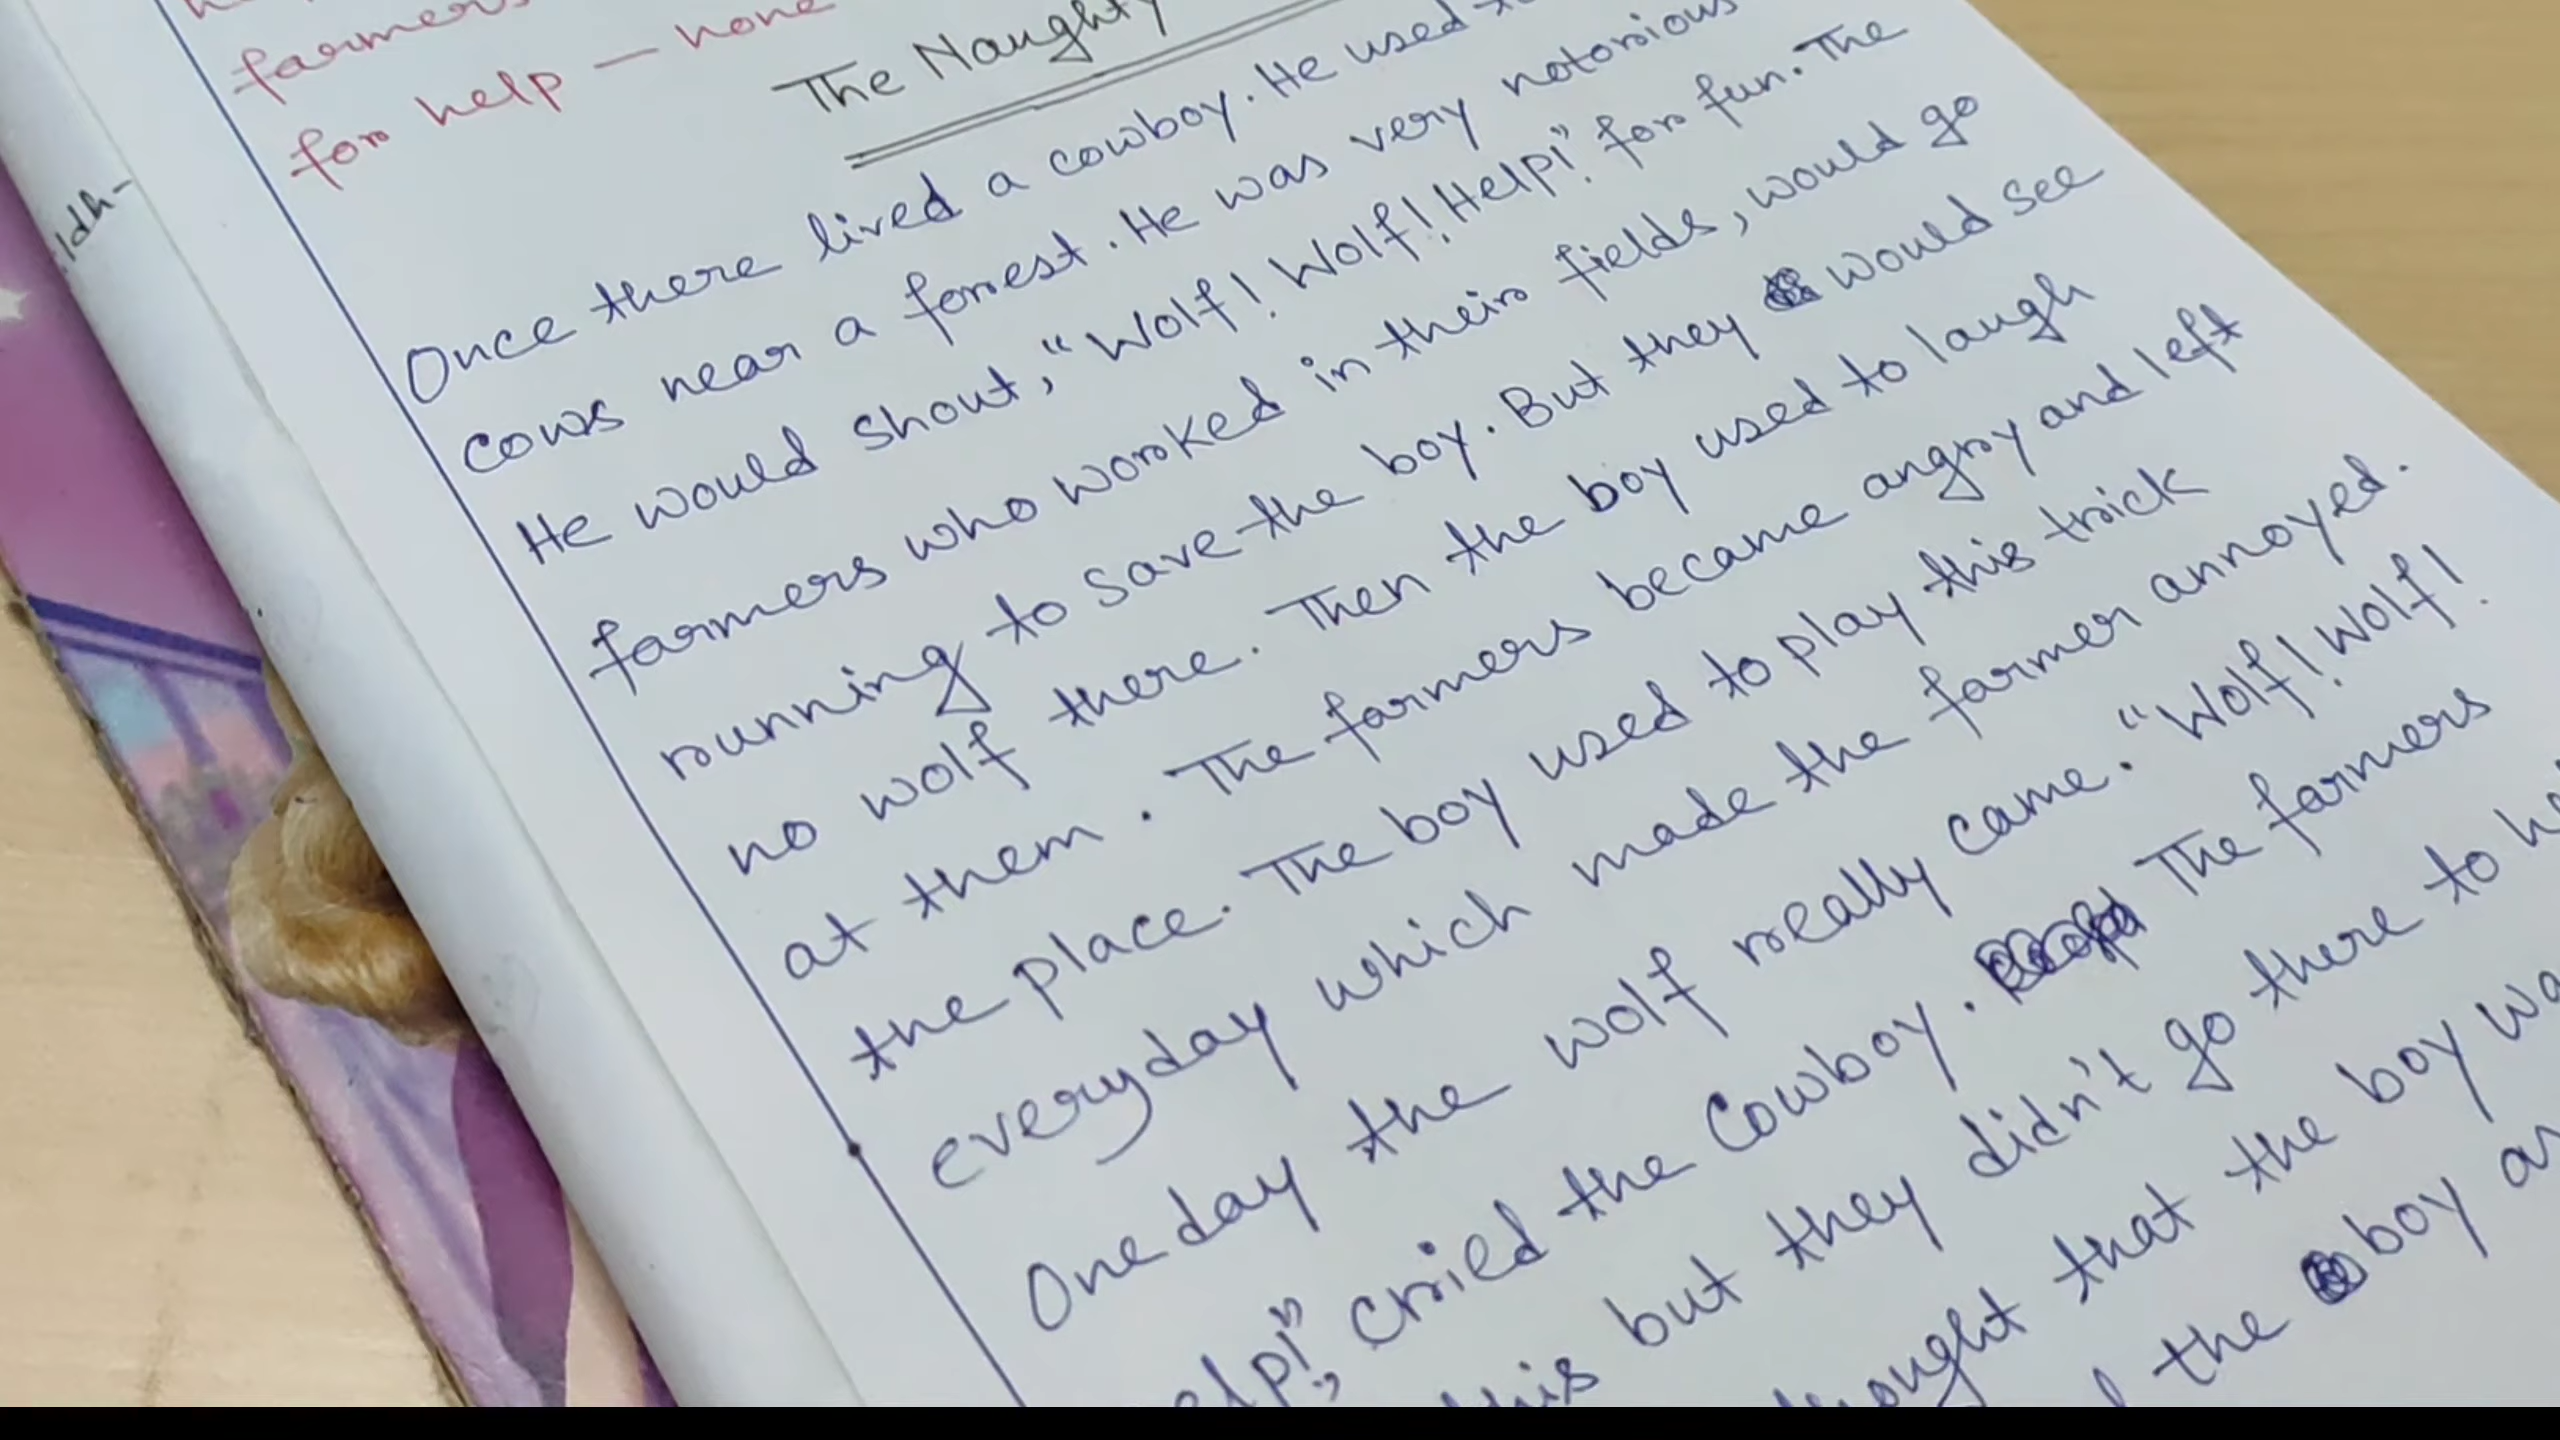 farmers
for help — none
The Naughty
Once there lived a cowboy. He used
cows near a forest. He was very notorious
He would shout, "Wolf! Wolf! Help!" for fun. The
farmers who worked in their fields, would go
running to save the boy. But they would see
no wolf there. Then the boy used to laugh
at them. The farmers became angry and left
the place. The boy used to play this trick
everyday which made the farmer annoyed.
One day the wolf really came. "Wolf! Wolf!
elp!", cried the Cowboy. The farmers
this but they didn't go there to
thought that the boy
the boy